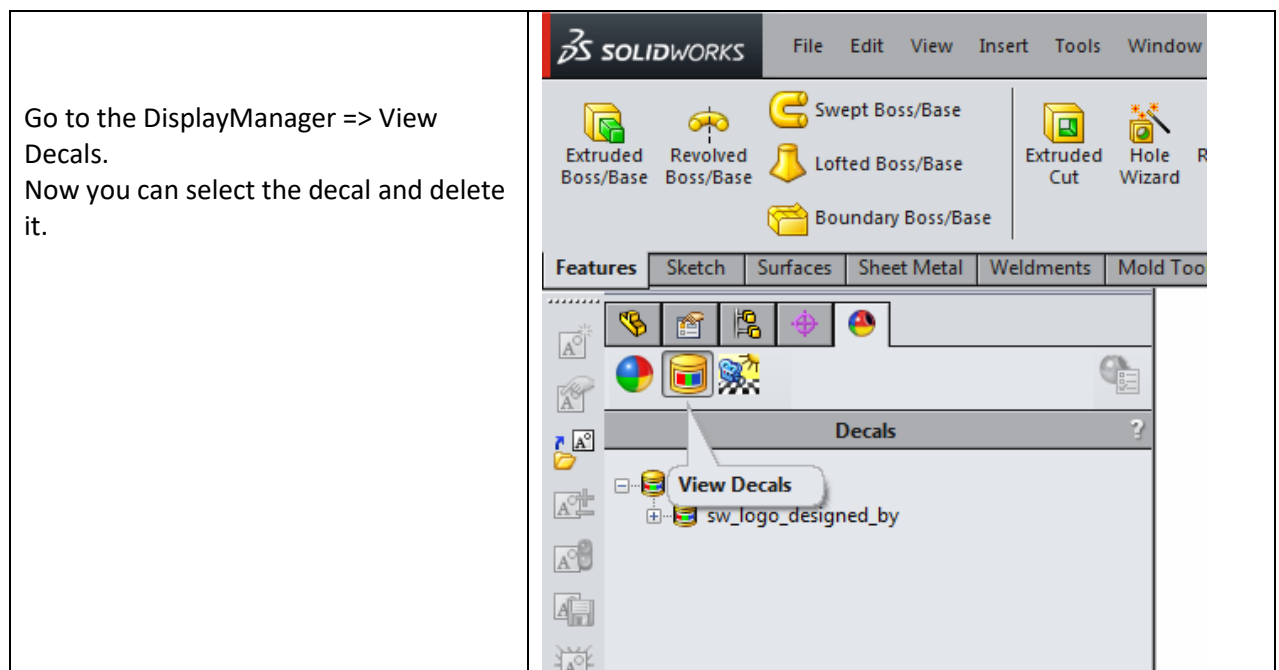 Go to the DisplayManager => View
Decals.
Now you can select the decal and delete
it.
SOLIDWORKS File Edit View Insert Tools Window
Extruded
Boss/Base
Revolved
Boss/Base
Swept Boss/Base
Lofted Boss/Base
Boundary Boss/Base
Extruded
Cut
Hole
Wizard
R
Features Sketch Surfaces Sheet Metal Weldments Mold Too
Decals ?
View Decals
sw_logo_designed_by